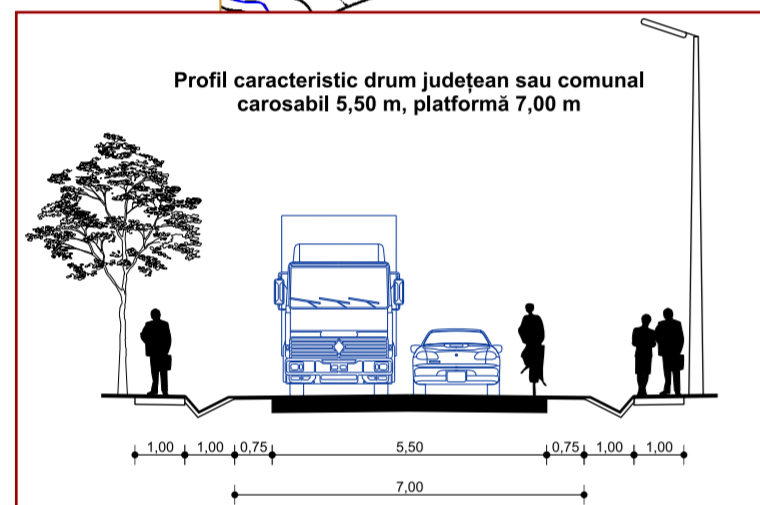 Profil caracteristic drum județean sau comunal
carosabil 5,50 m, platformă 7,00 m
1,00 1,00 0,75 5,50 0,75 1,00 1,00
7,00